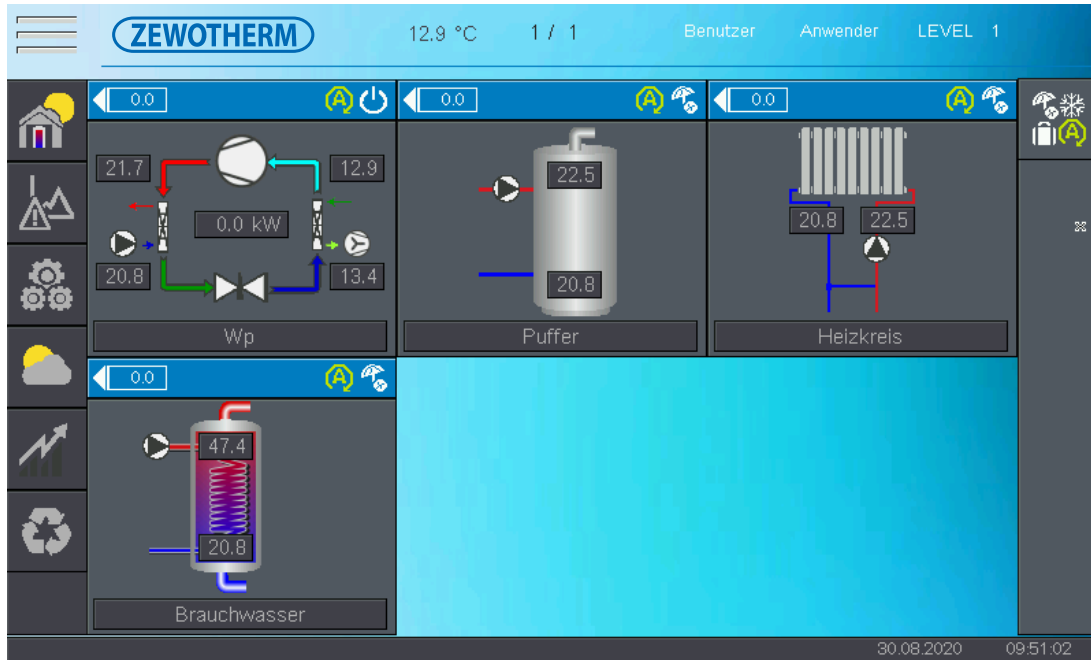 ZEWOTHERM 12.9 °C 1 / 1 Benutzer Anwender LEVEL 1
0.0 A
0.0 A
0.0 A
A
21.7 12.9
0.0 kW
20.8 13.4
Wp
22.5
20.8
Puffer
20.8 22.5
Heizkreis
0.0 A
47.4
20.8
Brauchwasser
30.08.2020 09:51:02